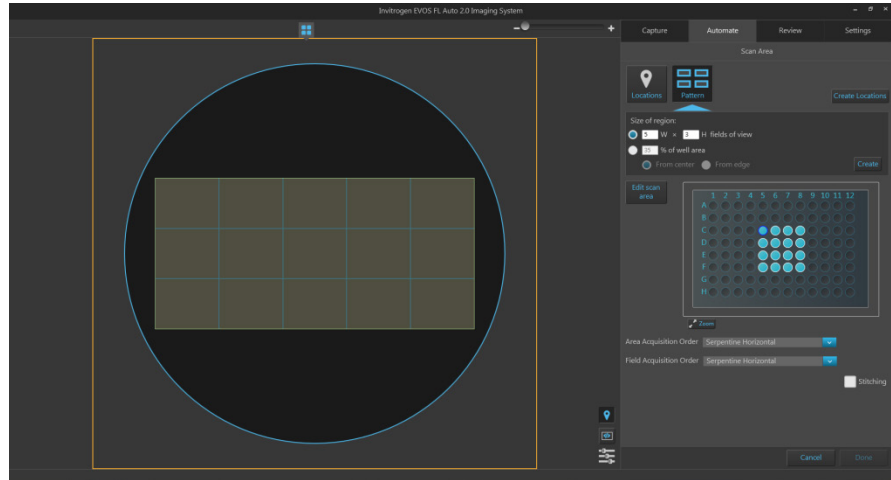 Invitrogen EVOS FL Auto 2.0 Imaging System
Capture Automate Review Settings
Scan Area
Locations Pattern Create Locations
Size of region:
5 W × 3 H fields of view
35 % of well area
From center From edge Create
Edit scan
area
1 2 3 4 5 6 7 8 9 10 11 12
A
B
C
D
E
F
G
H
Zoom
Area Acquisition Order Serpentine Horizontal
Field Acquisition Order Serpentine Horizontal
Stitching
Cancel Done